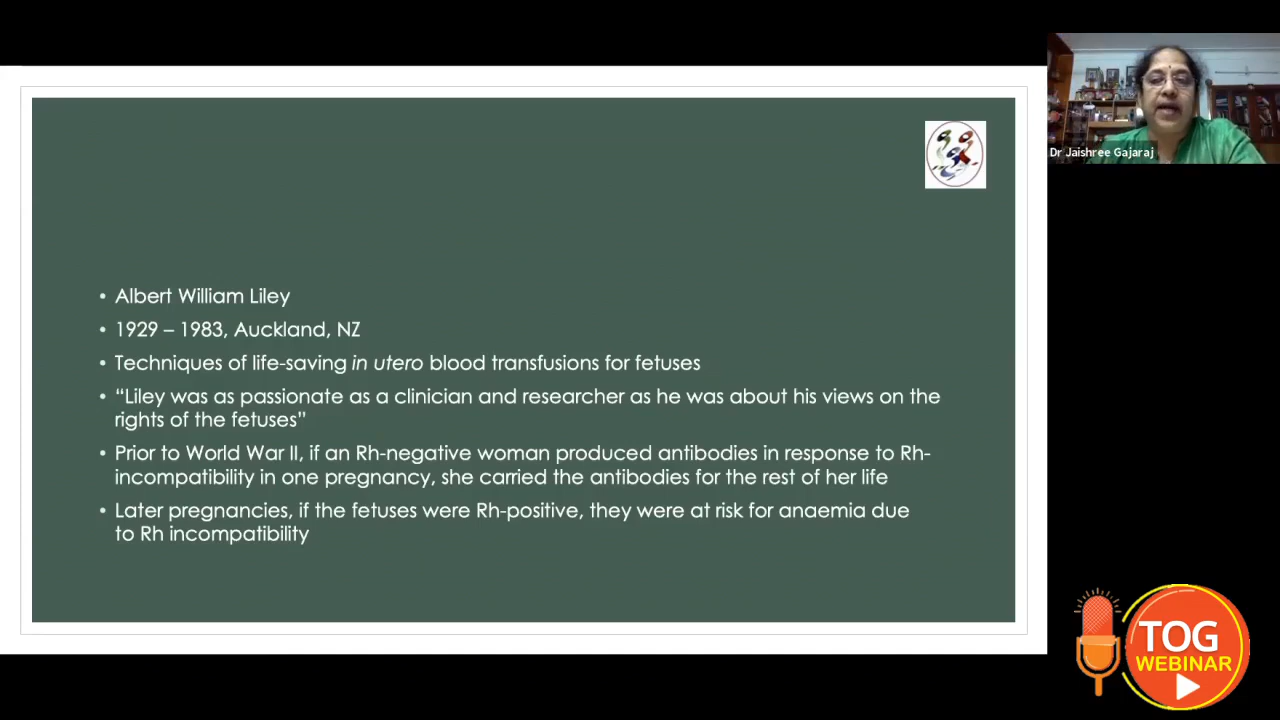 Dr Jaishree Gajaraj
• Albert William Liley
• 1929 – 1983, Auckland, NZ
• Techniques of life-saving in utero blood transfusions for fetuses
• “Liley was as passionate as a clinician and researcher as he was about his views on the
rights of the fetuses”
• Prior to World War II, if an Rh-negative woman produced antibodies in response to Rh-
incompatibility in one pregnancy, she carried the antibodies for the rest of her life
• Later pregnancies, if the fetuses were Rh-positive, they were at risk for anaemia due
to Rh incompatibility
TOG
WEBINAR